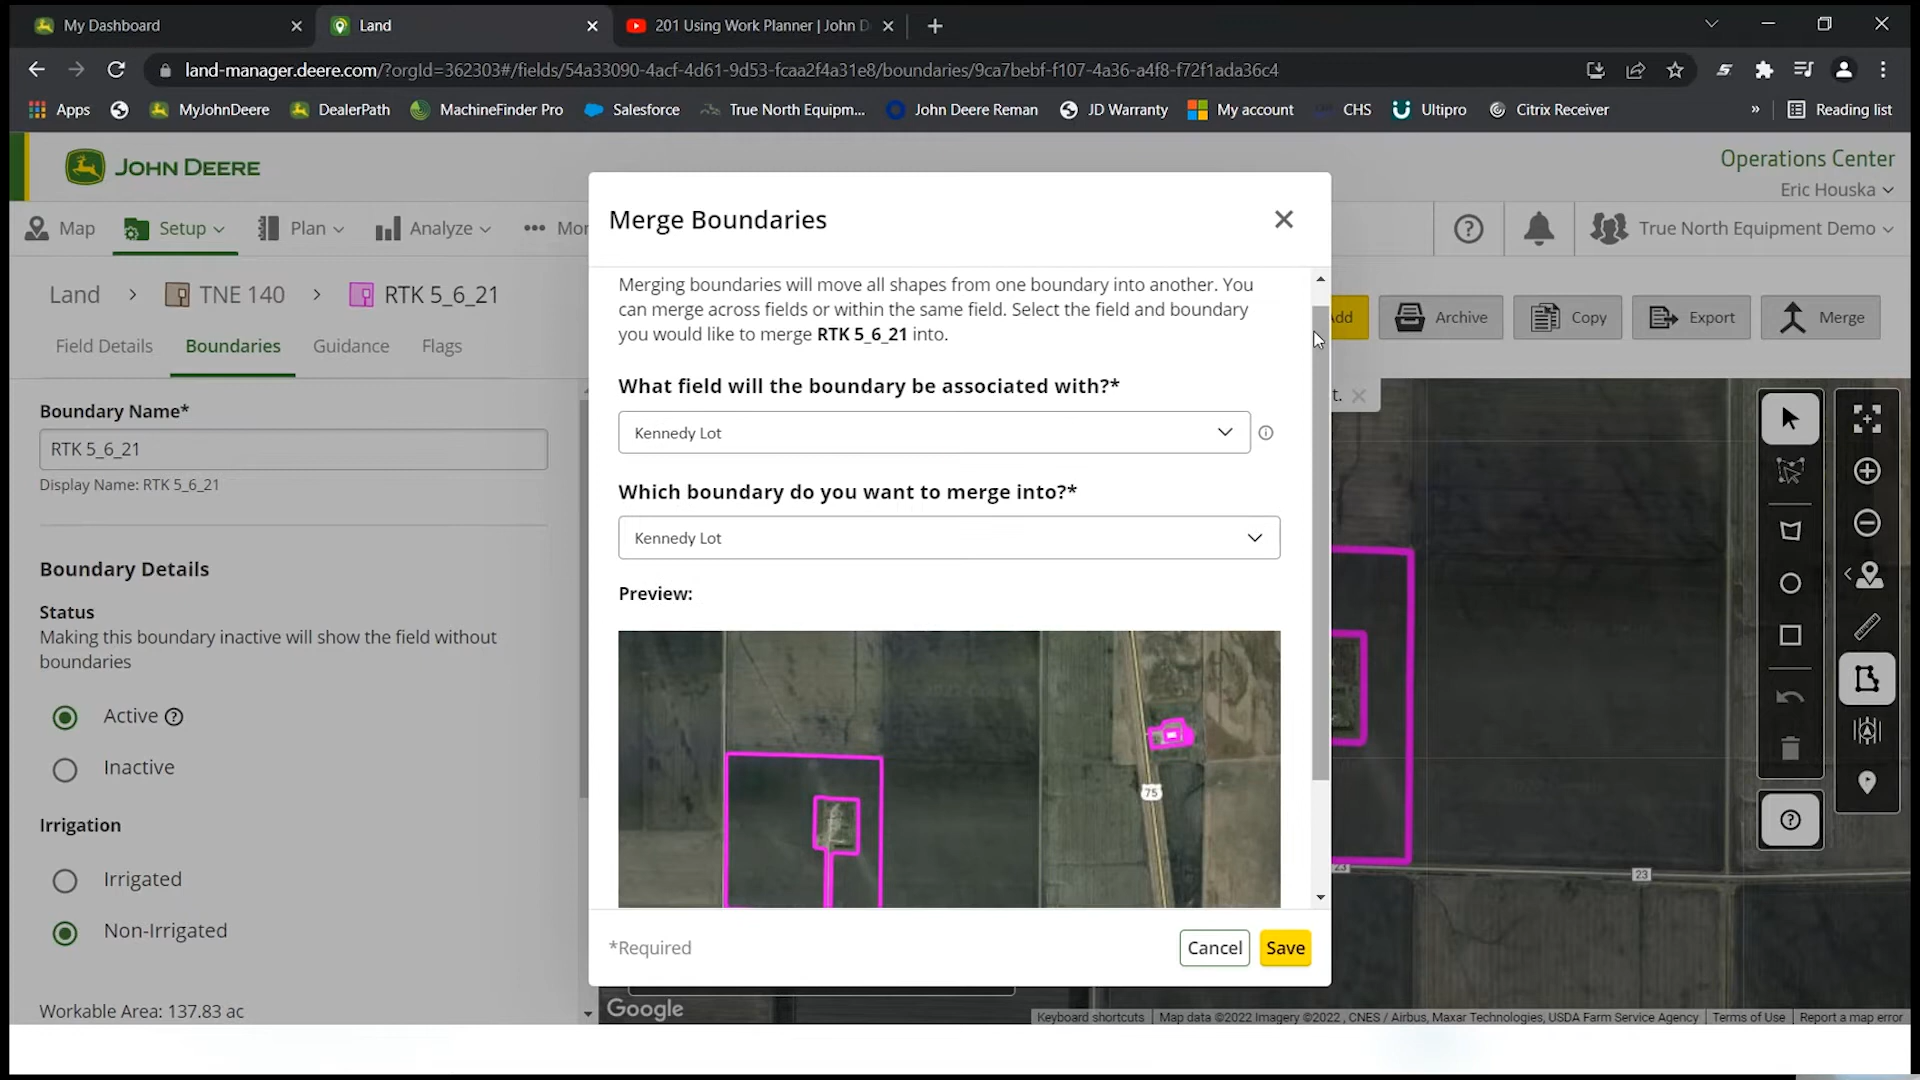 My Dashboard
Land
201 Using Work Planner | John D
land-manager.deere.com/?orgId=362303#/fields/54a33090-4acf-4d61-9d53-fcaa2f4a31e8/boundaries/9ca7bebf-f107-4a36-a4f8-f72f1ada36c4
Apps
MyJohnDeere
DealerPath
MachineFinder Pro
Salesforce
True North Equipm...
John Deere Reman
JD Warranty
My account
CHS
Ultipro
Citrix Receiver
»
Reading list
JOHN DEERE
Operations Center
Eric Houska
Map
Setup
Plan
Analyze
Mor
True North Equipment Demo
Land > TNE 140 > RTK 5_6_21
dd
Archive
Copy
Export
Merge
Field Details
Boundaries
Guidance
Flags
Boundary Name*
RTK 5_6_21
Display Name: RTK 5_6_21
Boundary Details
Status
Making this boundary inactive will show the field without
boundaries
Active
Inactive
Irrigation
Irrigated
Non-Irrigated
Workable Area: 137.83 ac
Merge Boundaries
Merging boundaries will move all shapes from one boundary into another. You
can merge across fields or within the same field. Select the field and boundary
you would like to merge RTK 5_6_21 into.
What field will the boundary be associated with?*
Kennedy Lot
Which boundary do you want to merge into?*
Kennedy Lot
Preview:
75
*Required
Cancel
Save
t.
23
23
Google
Keyboard shortcuts
Map data ©2022 Imagery ©2022 , CNES / Airbus, Maxar Technologies, USDA Farm Service Agency
Terms of Use
Report a map error